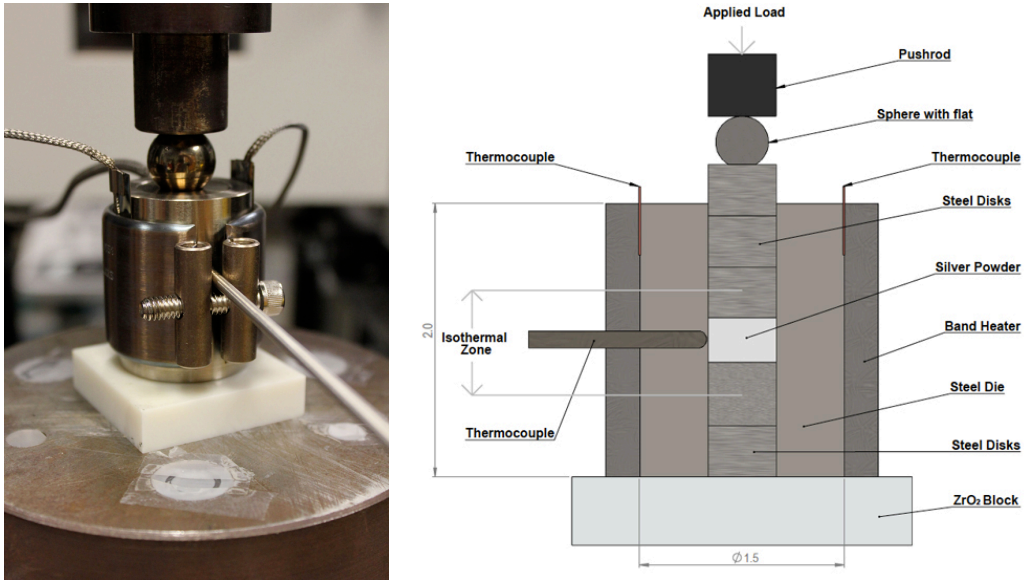 Applied Load
Pushrod
Sphere with flat
Thermocouple
Thermocouple
Steel Disks
Silver Powder
2.0
Isothermal
Zone
Band Heater
Steel Die
Thermocouple
Steel Disks
ZrO₂ Block
Ø1.5